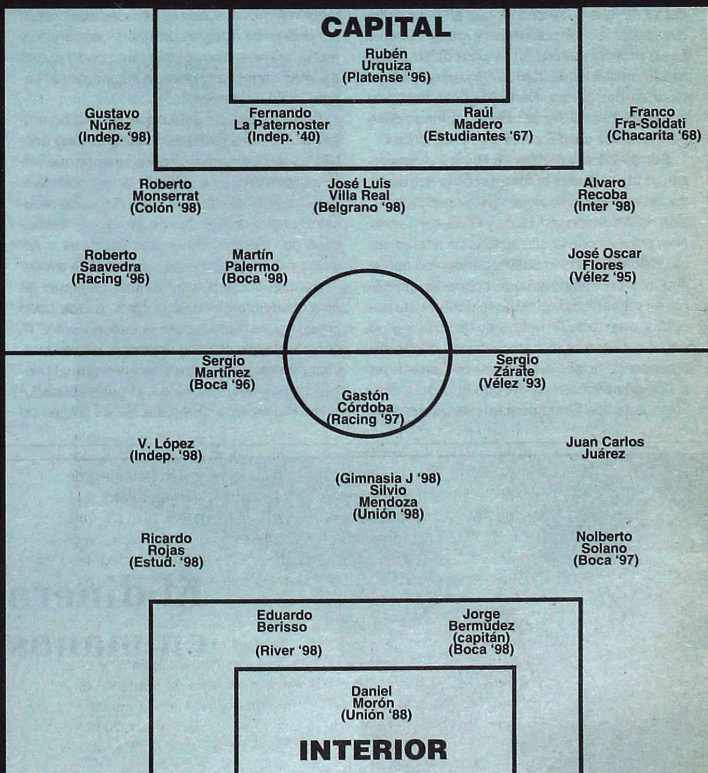 CAPITAL
Rubén
Urquiza
(Platense '96)
Gustavo
Núñez
(Indep. '98)
Fernando
La Paternoster
(Indep. '40)
Raúl
Madero
(Estudiantes '67)
Franco
Fra-Soldati
(Chacarita '68)
Roberto
Monserrat
(Colón '98)
José Luis
Villa Real
(Belgrano '98)
Alvaro
Recoba
(Inter '98)
Roberto
Saavedra
(Racing '96)
Martín
Palermo
(Boca '98)
José Oscar
Flores
(Vélez '95)
Sergio
Martínez
(Boca '96)
Sergio
Zárate
(Vélez '93)
Gastón
Córdoba
(Racing '97)
V. López
(Indep. '98)
Juan Carlos
Juárez
(Gimnasia J '98)
Silvio
Mendoza
(Unión '98)
Ricardo
Rojas
(Estud. '98)
Nolberto
Solano
(Boca '97)
Eduardo
Berisso
(River '98)
Jorge
Bermúdez
(capitán)
(Boca '98)
Daniel
Morón
(Unión '88)
INTERIOR